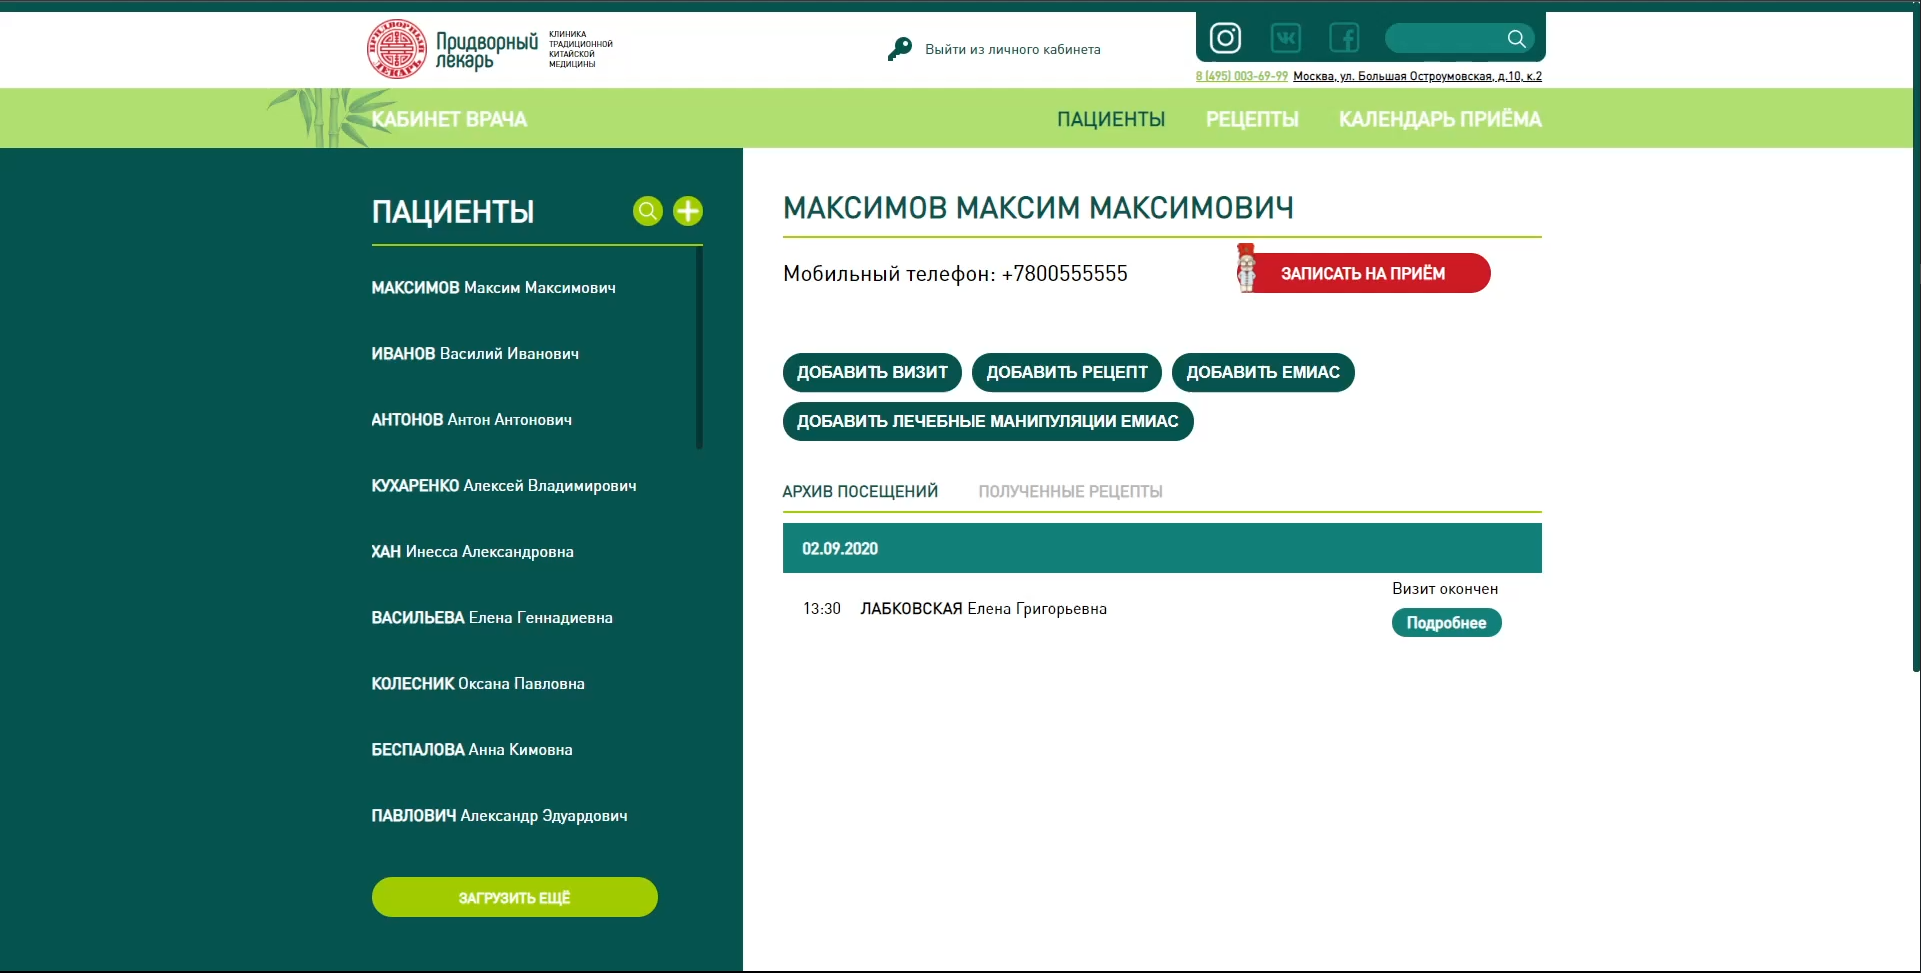 ПРИДВОРНЫЙ ЛЕКАРЬ
Придворный
лекарь
КЛИНИКА
ТРАДИЦИОННОЙ
КИТАЙСКОЙ
МЕДИЦИНЫ
Выйти из личного кабинета
8 (495) 003-69-99 Москва, ул. Большая Остроумовская, д.10, к.2
КАБИНЕТ ВРАЧА
ПАЦИЕНТЫ РЕЦЕПТЫ КАЛЕНДАРЬ ПРИЁМА
ПАЦИЕНТЫ
МАКСИМОВ Максим Максимович
ИВАНОВ Василий Иванович
АНТОНОВ Антон Антонович
КУХАРЕНКО Алексей Владимирович
ХАН Инесса Александровна
ВАСИЛЬЕВА Елена Геннадиевна
КОЛЕСНИК Оксана Павловна
БЕСПАЛОВА Анна Кимовна
ПАВЛОВИЧ Александр Эдуардович
ЗАГРУЗИТЬ ЕЩЁ
МАКСИМОВ МАКСИМ МАКСИМОВИЧ
Мобильный телефон: +7800555555
ЗАПИСАТЬ НА ПРИЁМ
ДОБАВИТЬ ВИЗИТ ДОБАВИТЬ РЕЦЕПТ ДОБАВИТЬ ЕМИАС
ДОБАВИТЬ ЛЕЧЕБНЫЕ МАНИПУЛЯЦИИ ЕМИАС
АРХИВ ПОСЕЩЕНИЙ ПОЛУЧЕННЫЕ РЕЦЕПТЫ
02.09.2020
13:30 ЛАБКОВСКАЯ Елена Григорьевна
Визит окончен
Подробнее